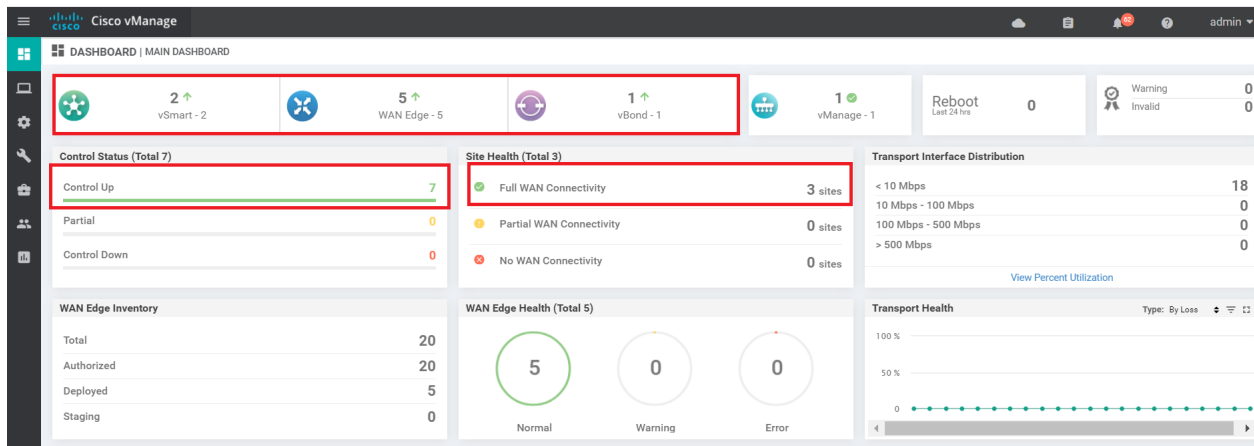 cisco Cisco vManage
62
admin
DASHBOARD | MAIN DASHBOARD
2
vSmart - 2
5
WAN Edge - 5
1
vBond - 1
1
vManage - 1
Reboot
Last 24 hrs
0
Warning 0
Invalid 0
Control Status (Total 7)
Control Up 7
Partial 0
Control Down 0
Site Health (Total 3)
Full WAN Connectivity 3 sites
Partial WAN Connectivity 0 sites
No WAN Connectivity 0 sites
Transport Interface Distribution
< 10 Mbps 18
10 Mbps - 100 Mbps 0
100 Mbps - 500 Mbps 0
> 500 Mbps 0
View Percent Utilization
WAN Edge Inventory
Total 20
Authorized 20
Deployed 5
Staging 0
WAN Edge Health (Total 5)
5 0 0
Normal Warning Error
Transport Health Type: By Loss
100 %
50 %
0